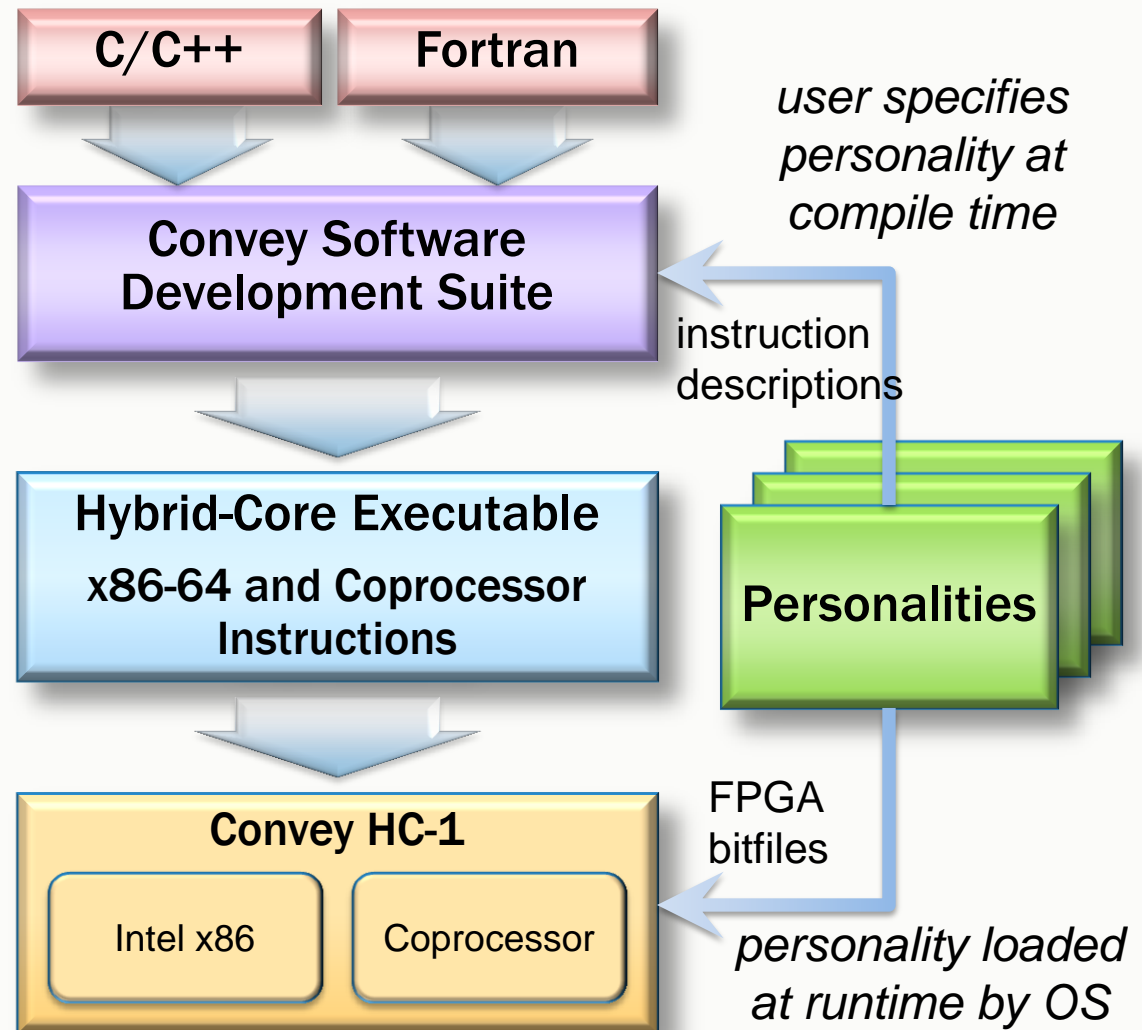 C/C++
Fortran
user specifies
personality at
compile time
Convey Software
Development Suite
instruction
descriptions
Hybrid-Core Executable
x86-64 and Coprocessor
Instructions
Personalities
FPGA
bitfiles
Convey HC-1
Intel x86
Coprocessor
personality loaded
at runtime by OS